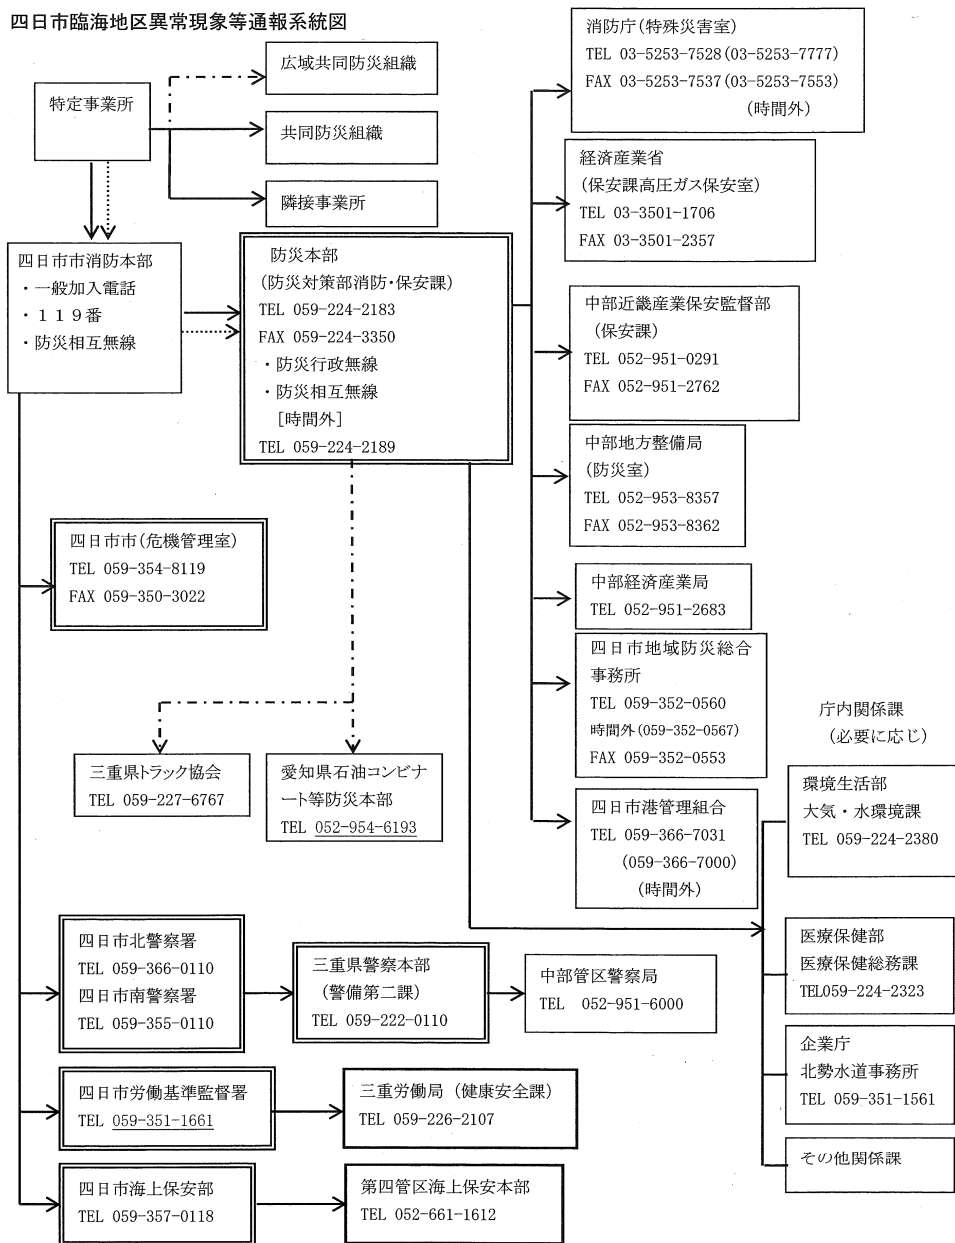 四日市臨海地区異常現象等通報系統図
特定事業所
広域共同防災組織
共同防災組織
隣接事業所
四日市市消防本部
・一般加入電話
・１１９番
・防災相互無線
防災本部
(防災対策部消防・保安課)
TEL 059-224-2183
FAX 059-224-3350
・防災行政無線
・防災相互無線
[時間外]
TEL 059-224-2189
消防庁(特殊災害室)
TEL 03-5253-7528(03-5253-7777)
FAX 03-5253-7537(03-5253-7553)
(時間外)
経済産業省
(保安課高圧ガス保安室)
TEL 03-3501-1706
FAX 03-3501-2357
中部近畿産業保安監督部
(保安課)
TEL 052-951-0291
FAX 052-951-2762
中部地方整備局
(防災室)
TEL 052-953-8357
FAX 052-953-8362
中部経済産業局
TEL 052-951-2683
四日市地域防災総合
事務所
TEL 059-352-0560
時間外(059-352-0567)
FAX 059-352-0553
四日市港管理組合
TEL 059-366-7031
(059-366-7000)
(時間外)
四日市市(危機管理室)
TEL 059-354-8119
FAX 059-350-3022
三重県トラック協会
TEL 059-227-6767
愛知県石油コンビナ
ート等防災本部
TEL 052-954-6193
庁内関係課
(必要に応じ)
環境生活部
大気・水環境課
TEL 059-224-2380
医療保健部
医療保健総務課
TEL059-224-2323
企業庁
北勢水道事務所
TEL 059-351-1561
その他関係課
四日市北警察署
TEL 059-366-0110
四日市南警察署
TEL 059-355-0110
三重県警察本部
(警備第二課)
TEL 059-222-0110
中部管区警察局
TEL 052-951-6000
四日市労働基準監督署
TEL 059-351-1661
三重労働局 (健康安全課)
TEL 059-226-2107
四日市海上保安部
TEL 059-357-0118
第四管区海上保安本部
TEL 052-661-1612